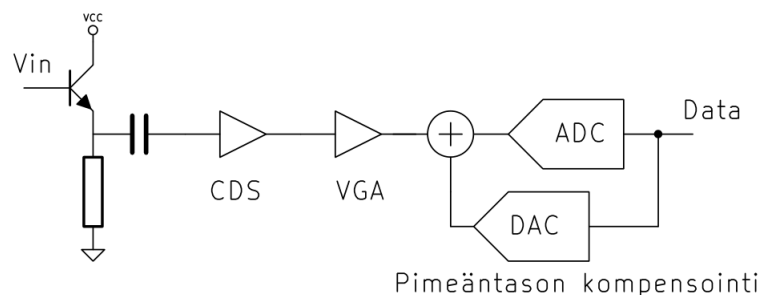 vcc
Vin
Data
ADC
CDS
VGA
DAC
Pimeäntason kompensointi